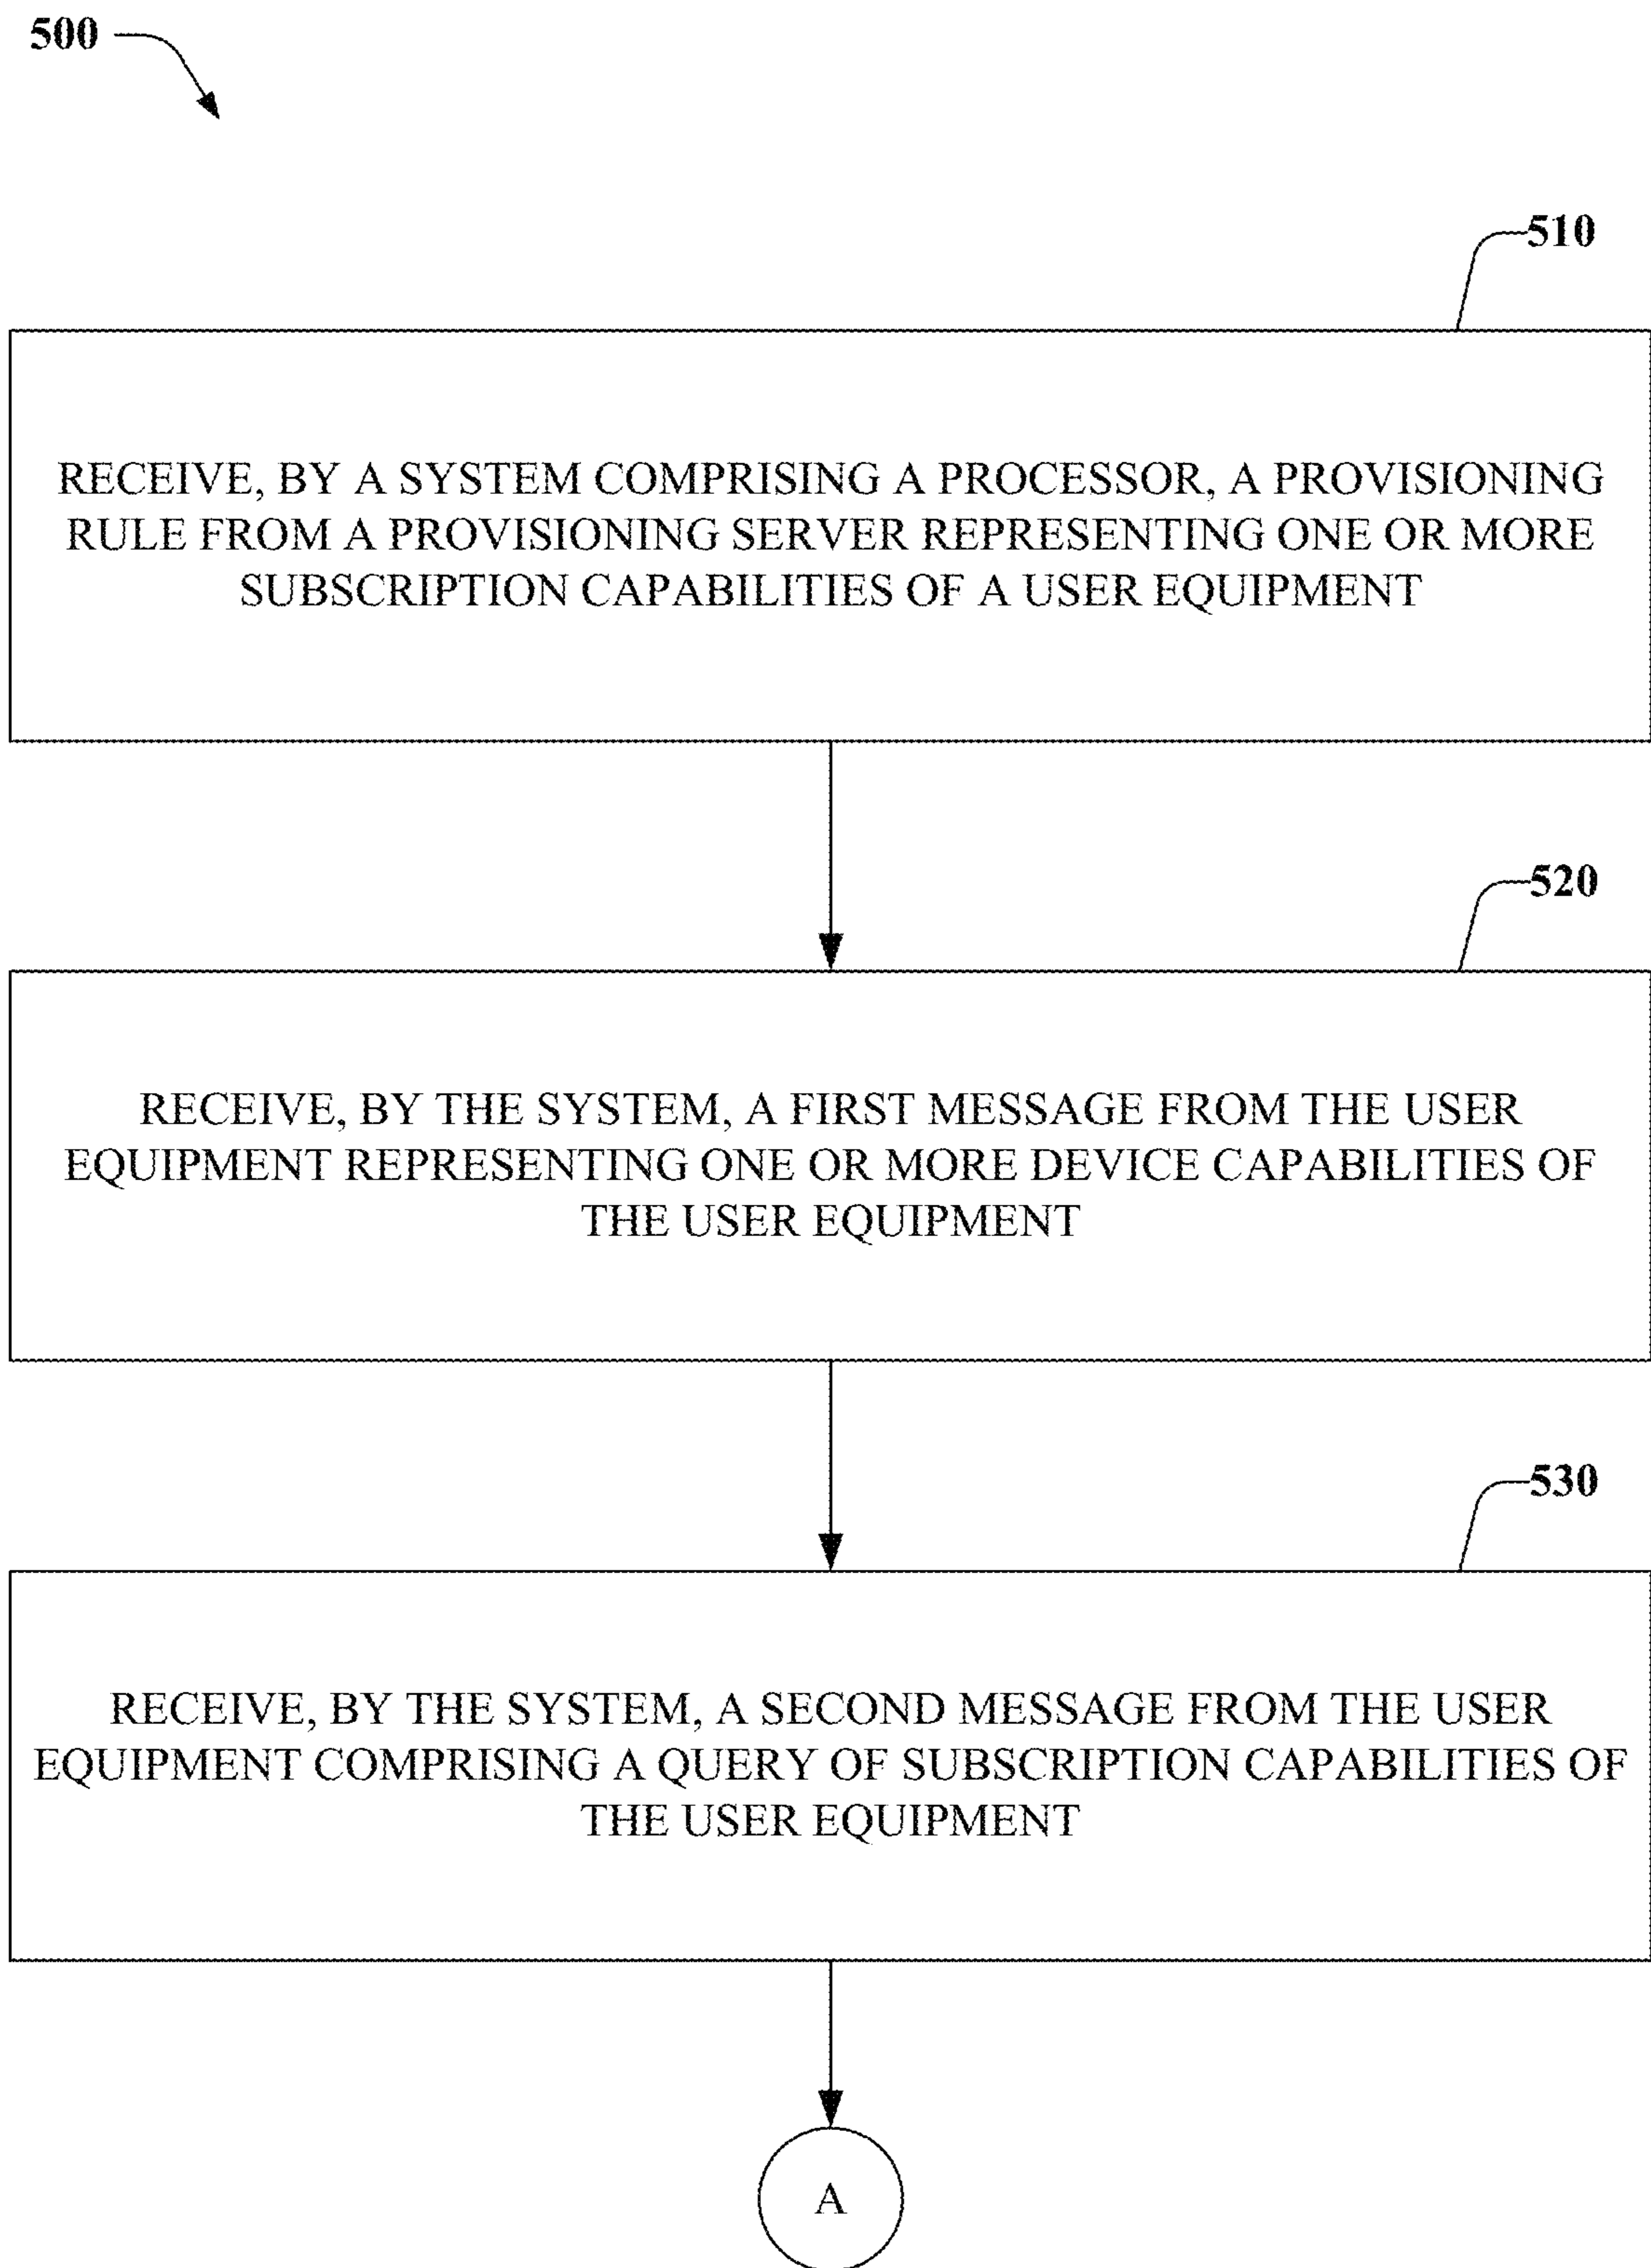 500
510
RECEIVE, BY A SYSTEM COMPRISING A PROCESSOR, A PROVISIONING
RULE FROM A PROVISIONING SERVER REPRESENTING ONE OR MORE
SUBSCRIPTION CAPABILITIES OF A USER EQUIPMENT
520
RECEIVE, BY THE SYSTEM, A FIRST MESSAGE FROM THE USER
EQUIPMENT REPRESENTING ONE OR MORE DEVICE CAPABILITIES OF
THE USER EQUIPMENT
530
RECEIVE, BY THE SYSTEM, A SECOND MESSAGE FROM THE USER
EQUIPMENT COMPRISING A QUERY OF SUBSCRIPTION CAPABILITIES OF
THE USER EQUIPMENT
A